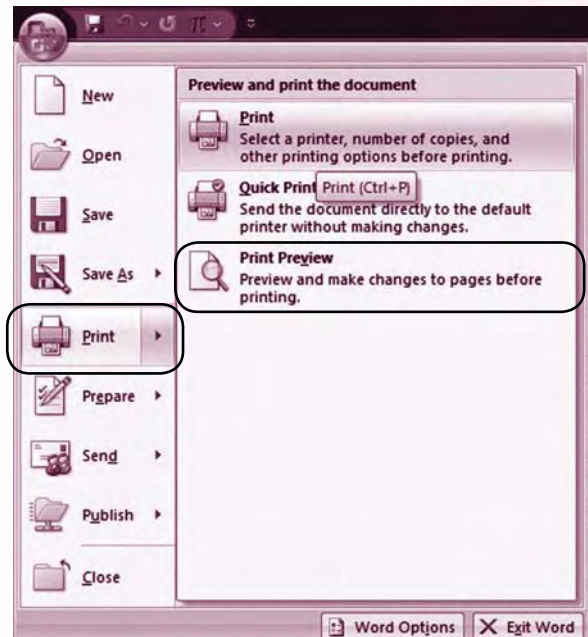 New
Open
Save
Save As
Print
Prepare
Send
Publish
Close
Preview and print the document
Print
Select a printer, number of copies, and
other printing options before printing.
Quick Print
Print (Ctrl+P)
Send the document directly to the default
printer without making changes.
Print Preview
Preview and make changes to pages before
printing.
Word Options
Exit Word